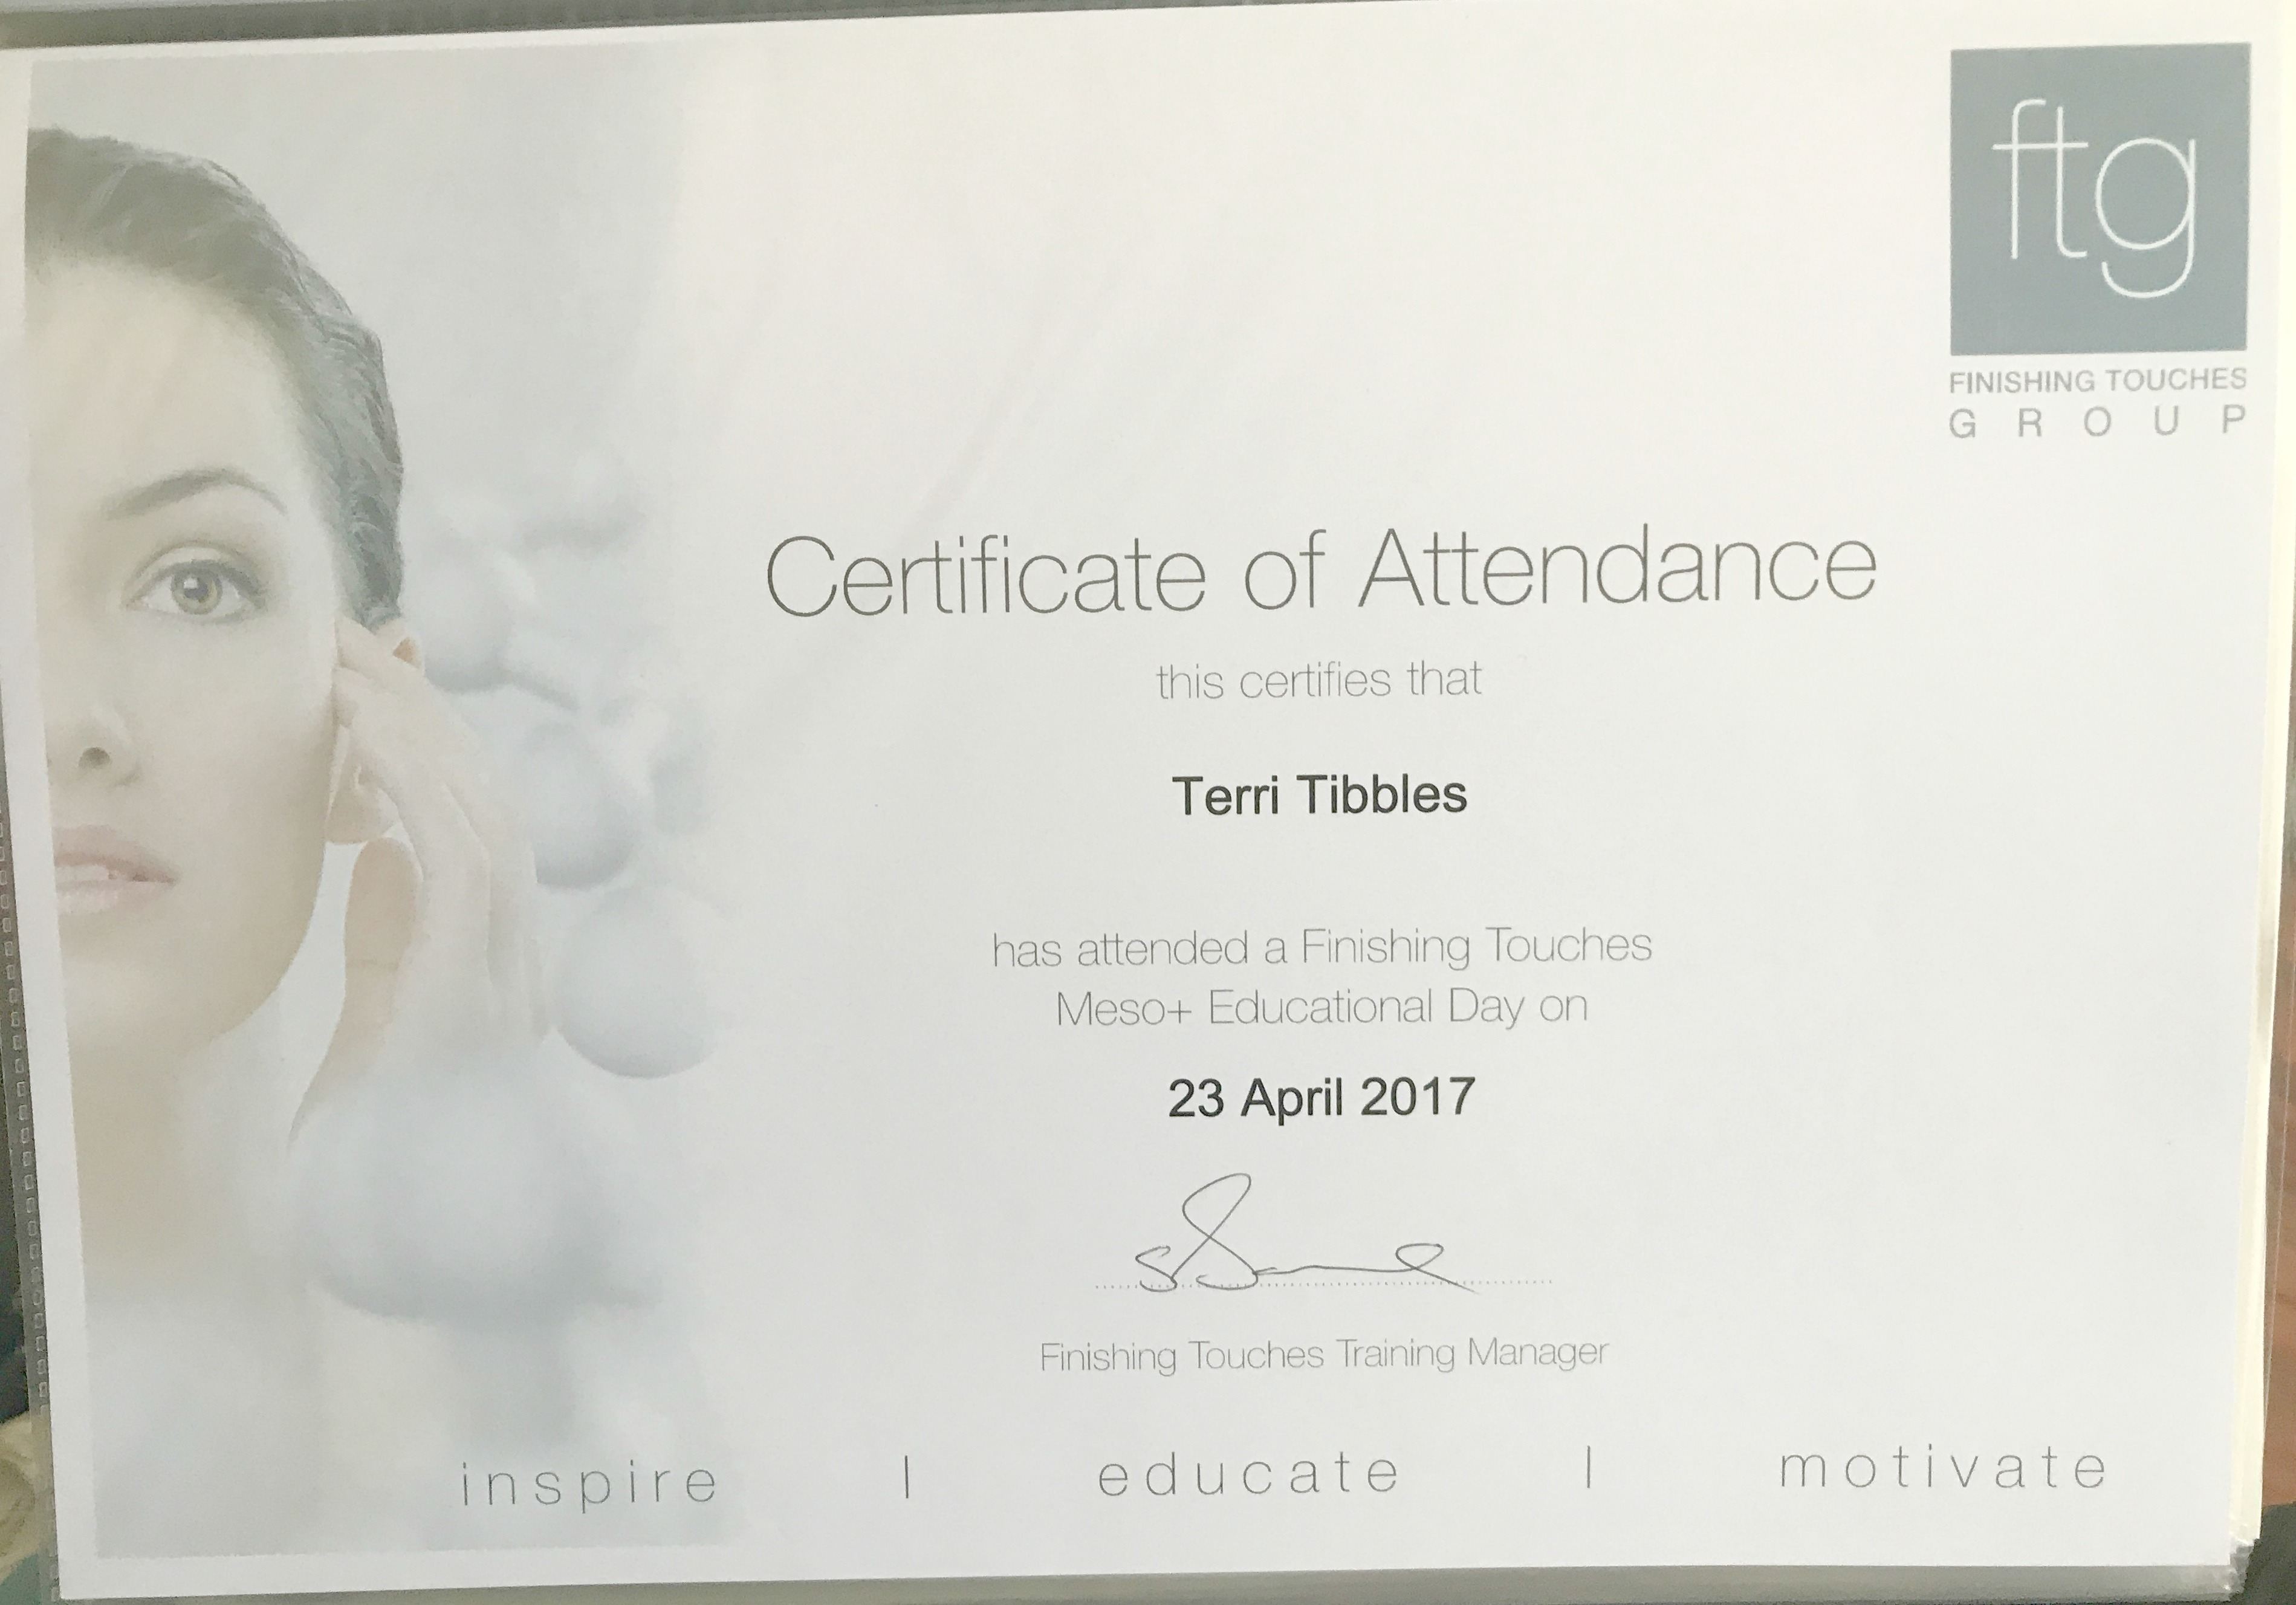 ftg
FINISHING TOUCHES
GROUP
Certificate of Attendance
this certifies that
Terri Tibbles
has attended a Finishing Touches
Meso+ Educational Day on
23 April 2017
Finishing Touches Training Manager
inspire | educate | motivate